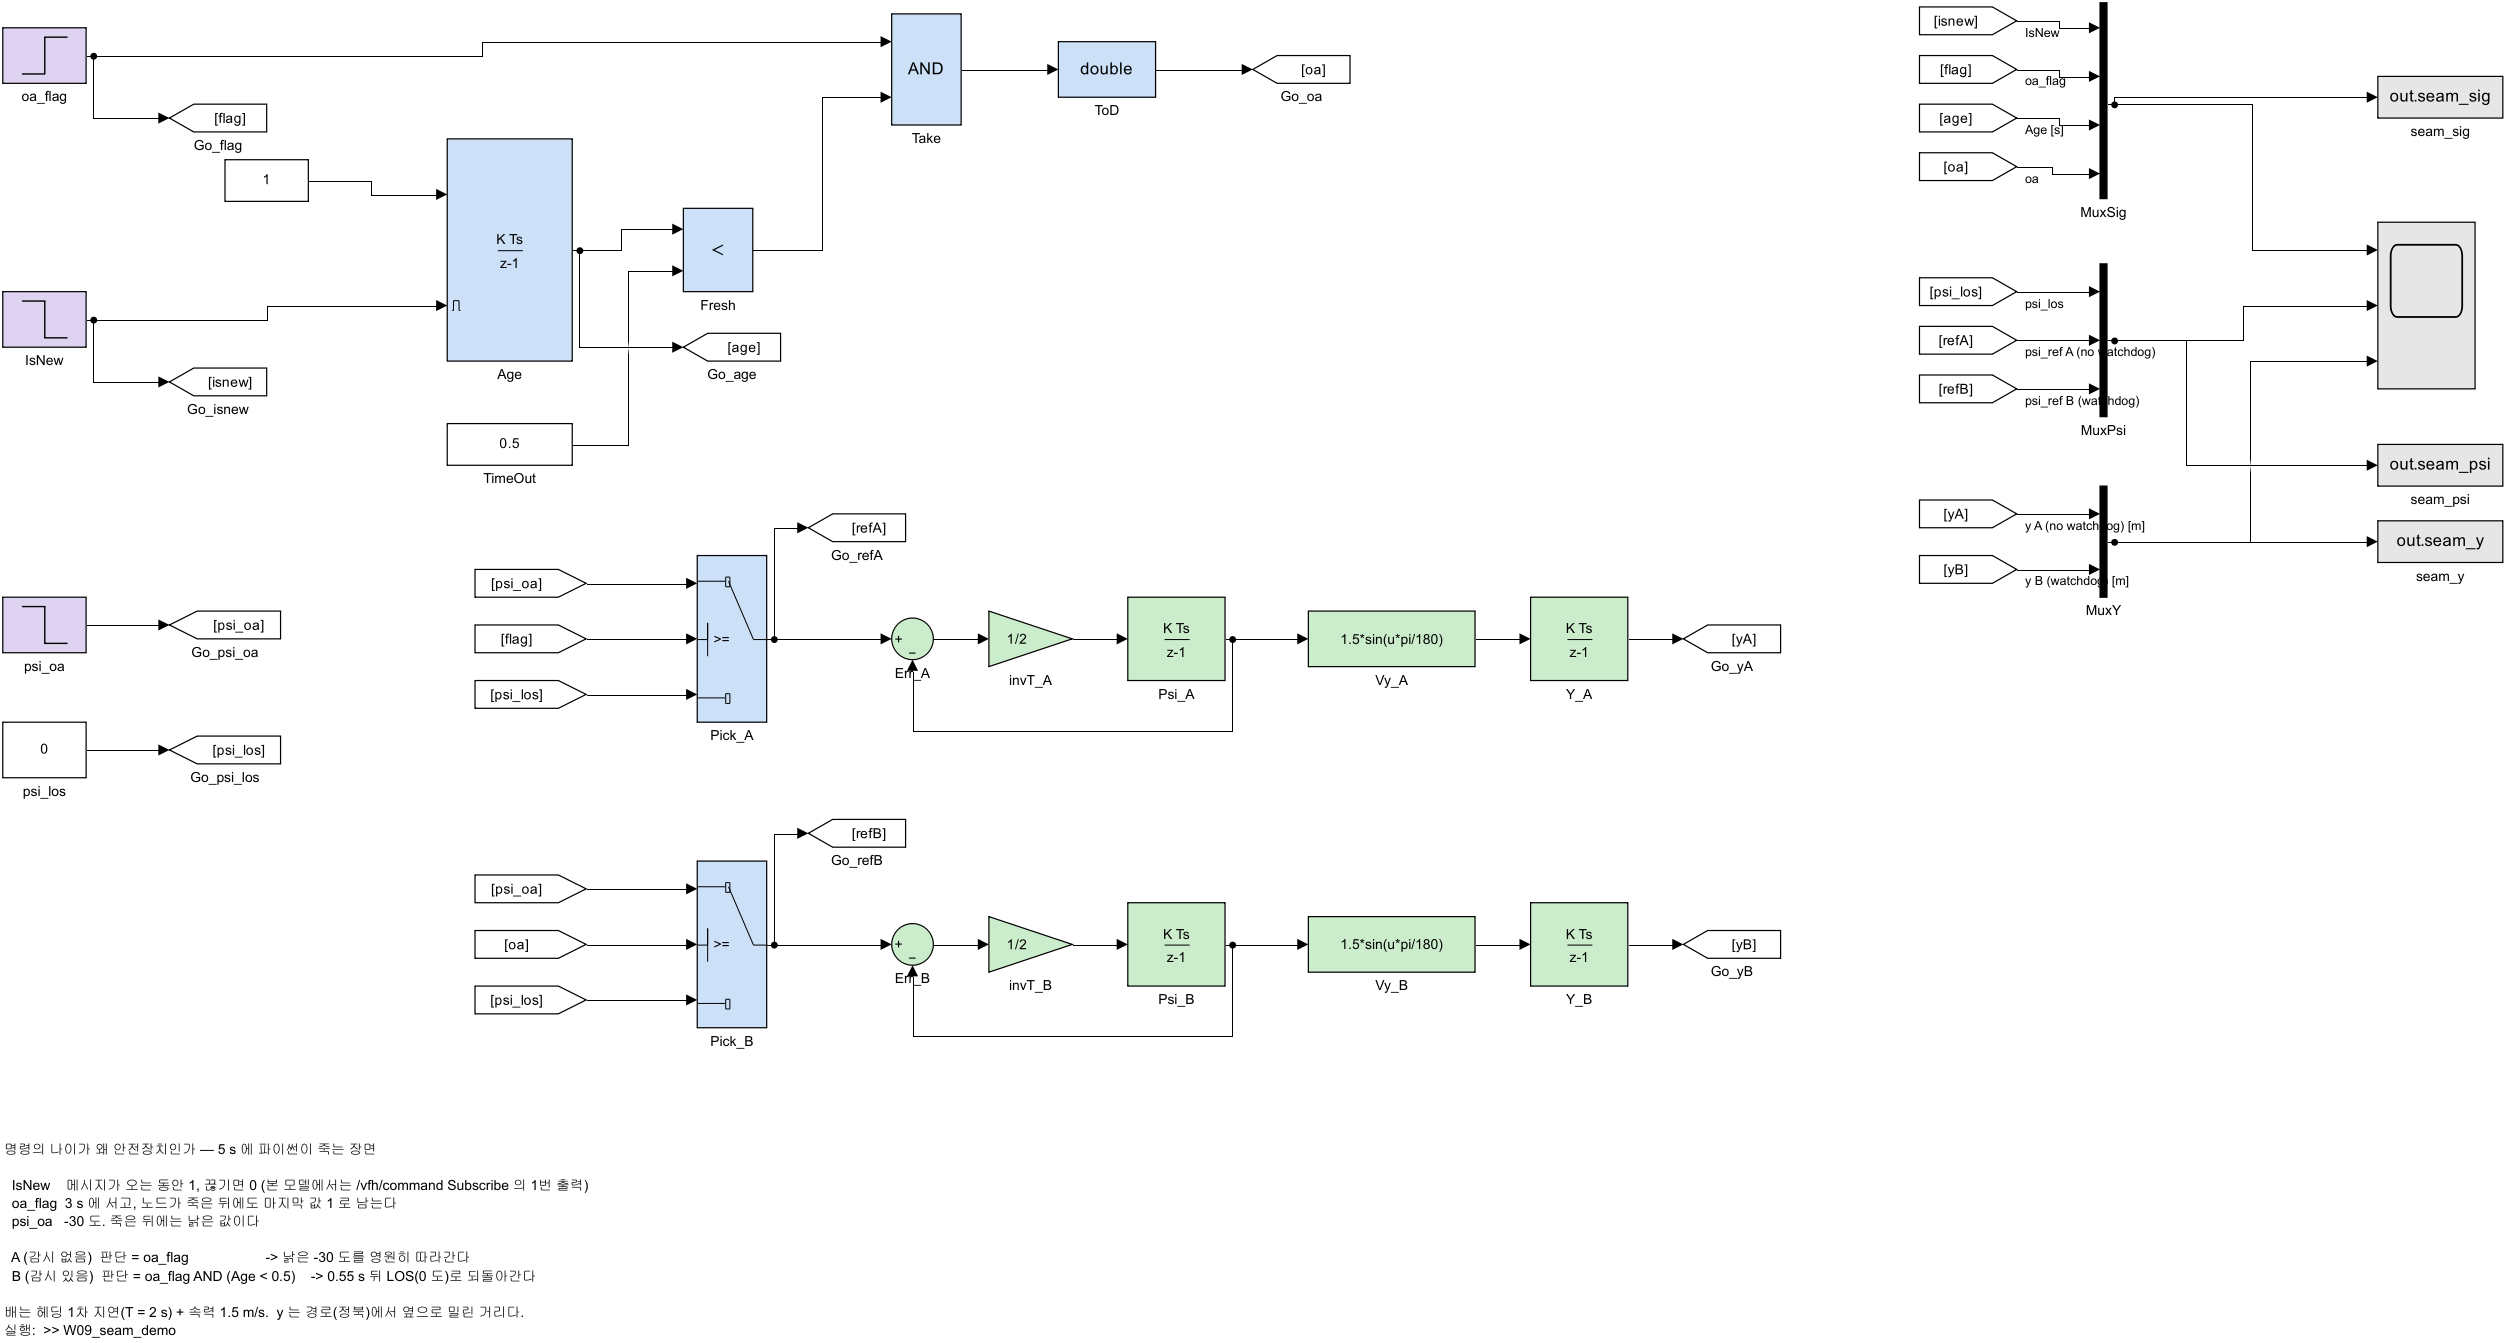 oa_flag
[flag]
Go_flag
1
K Ts
z-1
Age
IsNew
[isnew]
Go_isnew
<
Fresh
[age]
Go_age
0.5
TimeOut
AND
Take
double
ToD
[oa]
Go_oa
[isnew]
IsNew
[flag]
oa_flag
[age]
Age [s]
[oa]
oa
MuxSig
out.seam_sig
seam_sig
[psi_los]
psi_los
[refA]
psi_ref A (no watchdog)
[refB]
psi_ref B (watchdog)
MuxPsi
out.seam_psi
seam_psi
[yA]
y A (no watchdog) [m]
[yB]
y B (watchdog) [m]
MuxY
out.seam_y
seam_y
psi_oa
[psi_oa]
Go_psi_oa
0
psi_los
[psi_los]
Go_psi_los
[psi_oa]
[flag]
[psi_los]
>=
Pick_A
[refA]
Go_refA
+
−
Err_A
1/2
invT_A
K Ts
z-1
Psi_A
1.5*sin(u*pi/180)
Vy_A
K Ts
z-1
Y_A
[yA]
Go_yA
[psi_oa]
[oa]
[psi_los]
>=
Pick_B
[refB]
Go_refB
+
−
Err_B
1/2
invT_B
K Ts
z-1
Psi_B
1.5*sin(u*pi/180)
Vy_B
K Ts
z-1
Y_B
[yB]
Go_yB
명령의 나이가 왜 안전장치인가 — 5 s 에 파이썬이 죽는 장면
IsNew 메시지가 오는 동안 1, 끊기면 0 (본 모델에서는 /vfh/command Subscribe 의 1번 출력)
oa_flag 3 s 에 서고, 노드가 죽은 뒤에도 마지막 값 1 로 남는다
psi_oa -30 도. 죽은 뒤에는 낡은 값이다
A (감시 없음) 판단 = oa_flag -> 낡은 -30 도를 영원히 따라간다
B (감시 있음) 판단 = oa_flag AND (Age < 0.5) -> 0.55 s 뒤 LOS(0 도)로 되돌아간다
배는 헤딩 1차 지연(T = 2 s) + 속력 1.5 m/s. y 는 경로(정북)에서 옆으로 밀린 거리다.
실행: >> W09_seam_demo